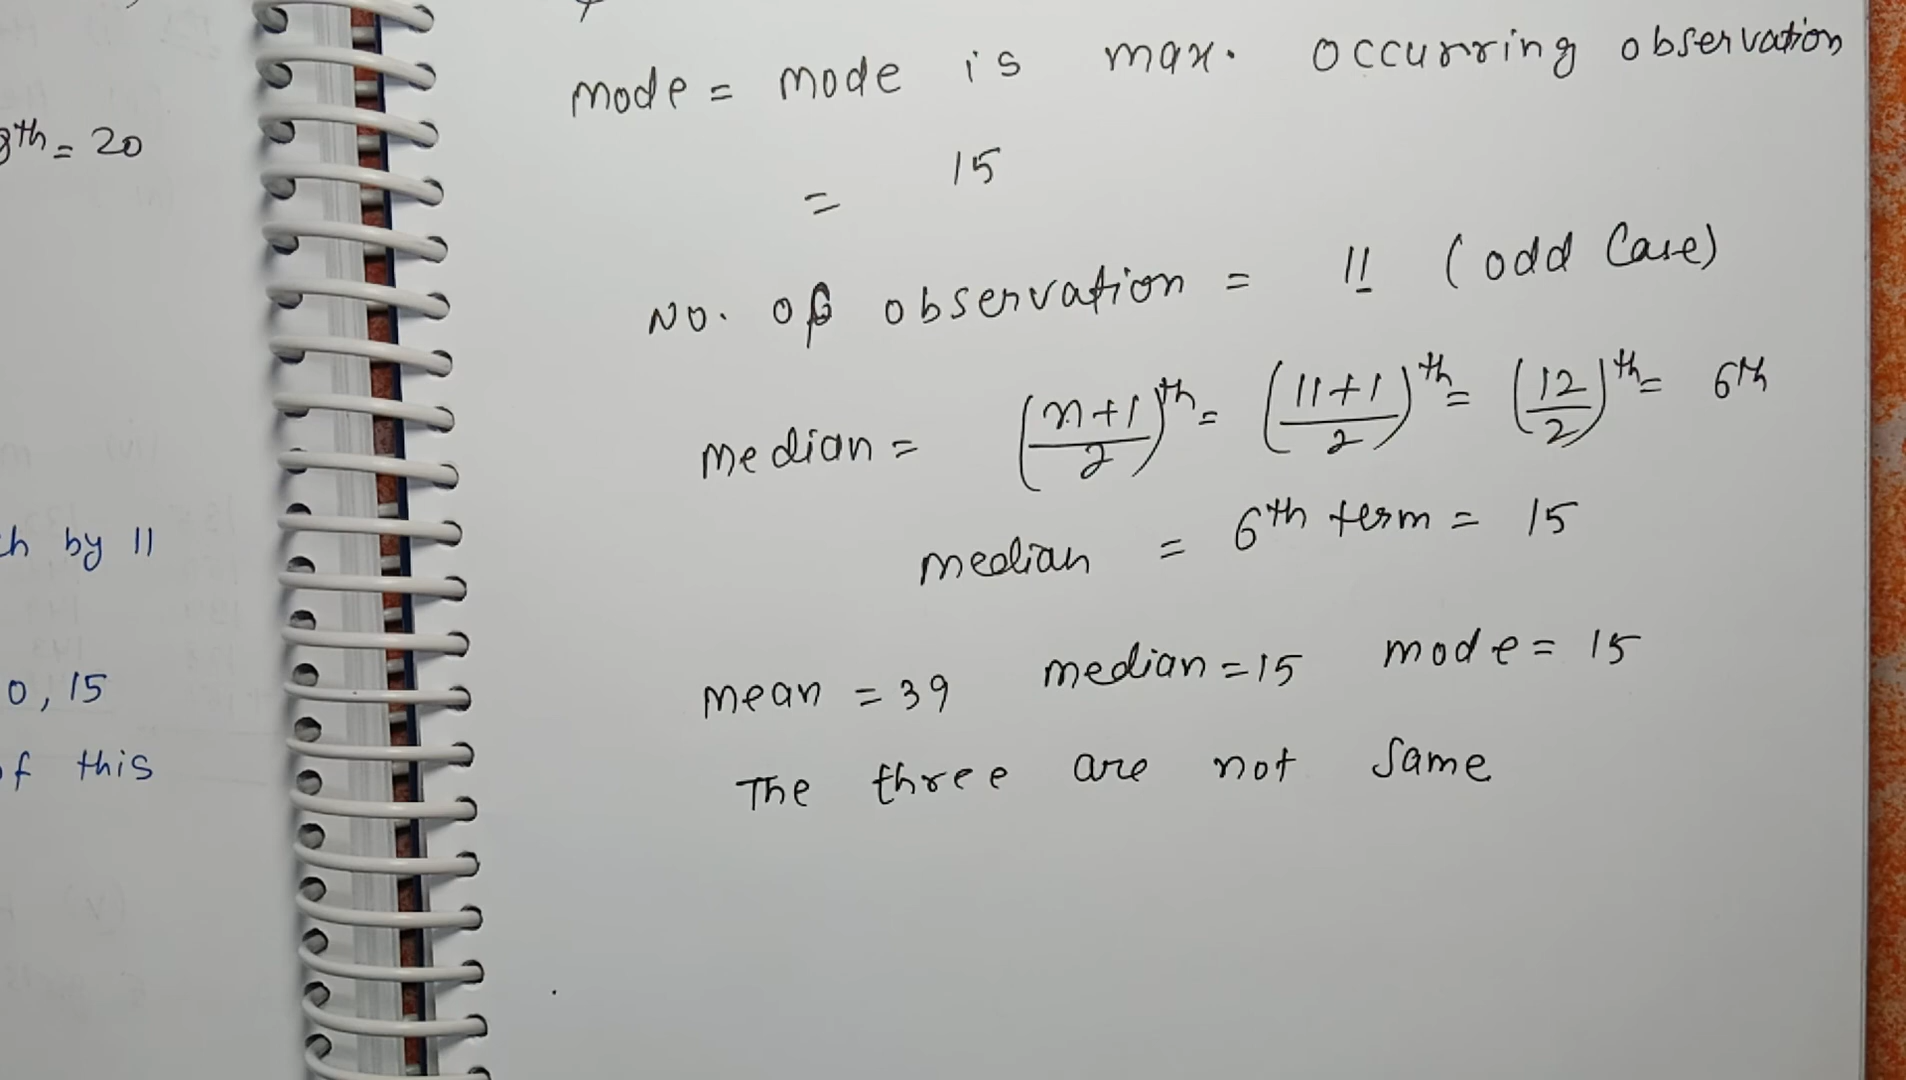 8th = 20
by 11
0, 15
of this
mode = mode is max. occurring observation
= 15
No. of observation = 11 (odd Case)
median = (n+1/2)th = (11+1/2)th = (12/2)th = 6th
median = 6th term = 15
mean = 39 median = 15 mode = 15
The three are not same